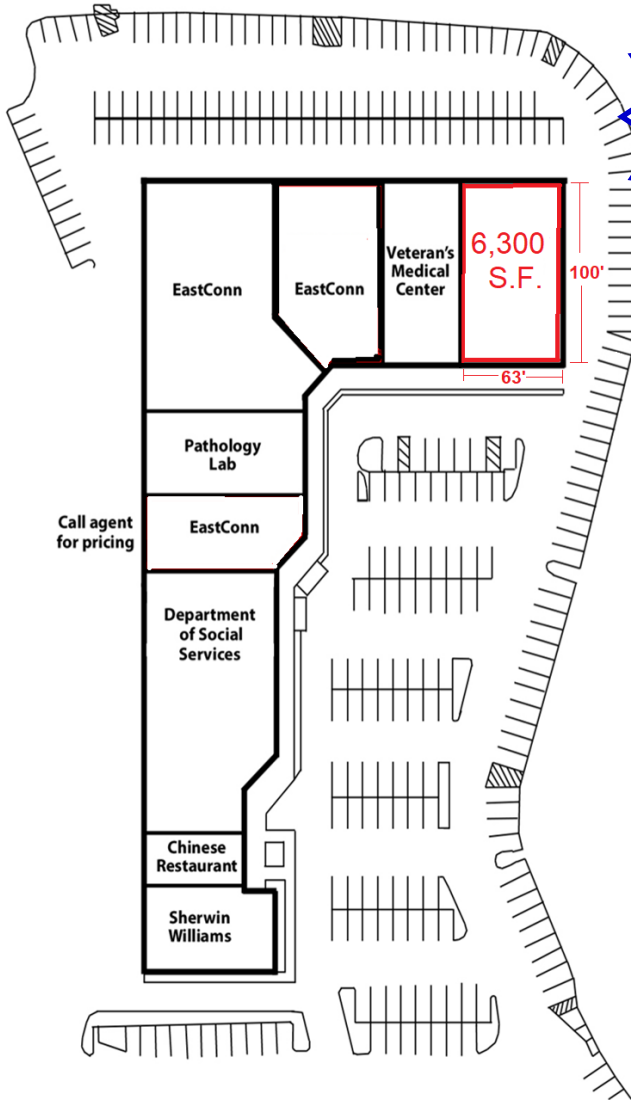 EastConn
EastConn
Veteran's
Medical
Center
6,300
S.F.
100'
63'
Pathology
Lab
Call agent
for pricing
EastConn
Department
of Social
Services
Chinese
Restaurant
Sherwin
Williams